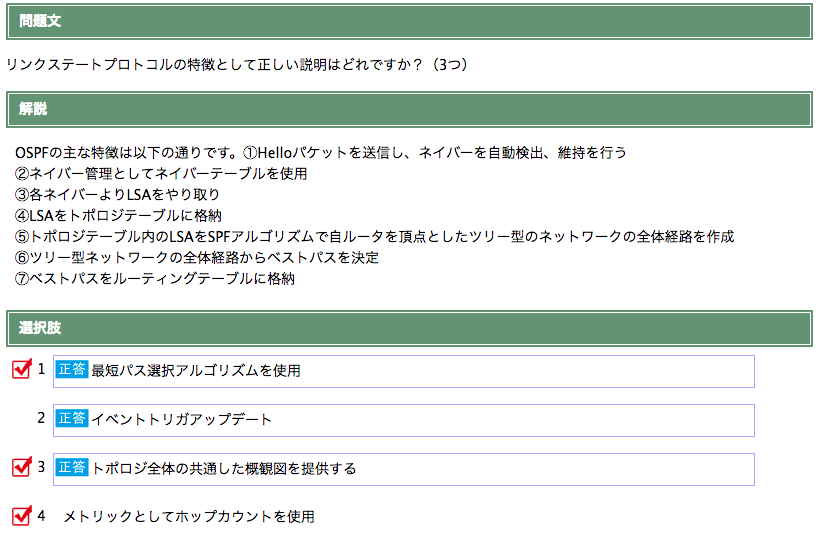 問題文
リンクステートプロトコルの特徴として正しい説明はどれですか？（3つ）
解説
OSPFの主な特徴は以下の通りです。①Helloパケットを送信し、ネイバーを自動検出、維持を行う
②ネイバー管理としてネイバーテーブルを使用
③各ネイバーよりLSAをやり取り
④LSAをトポロジテーブルに格納
⑤トポロジテーブル内のLSAをSPFアルゴリズムで自ルータを頂点としたツリー型のネットワークの全体経路を作成
⑥ツリー型ネットワークの全体経路からベストパスを決定
⑦ベストパスをルーティングテーブルに格納
選択肢
1 正答 最短パス選択アルゴリズムを使用
2 正答 イベントトリガアップデート
3 正答 トポロジ全体の共通した概観図を提供する
4 メトリックとしてホップカウントを使用